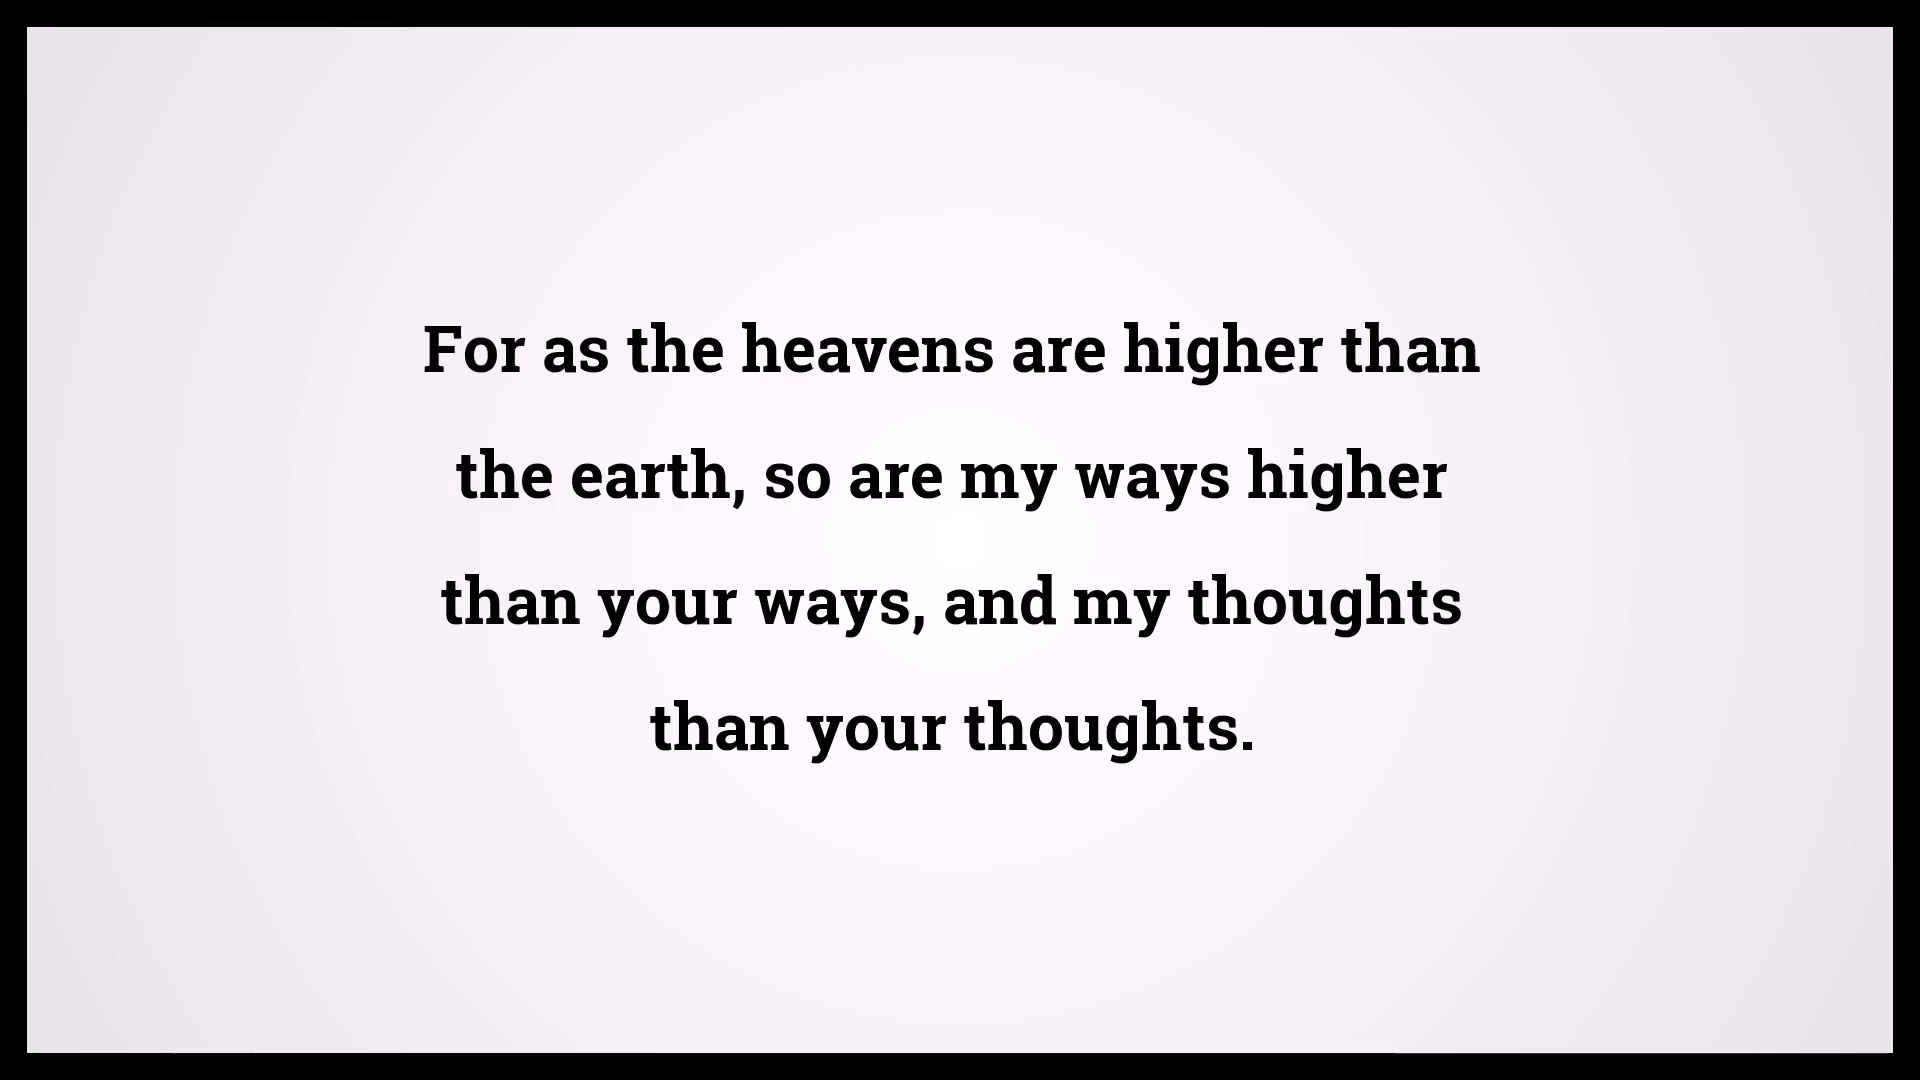 For as the heavens are higher than
the earth, so are my ways higher
than your ways, and my thoughts
than your thoughts.